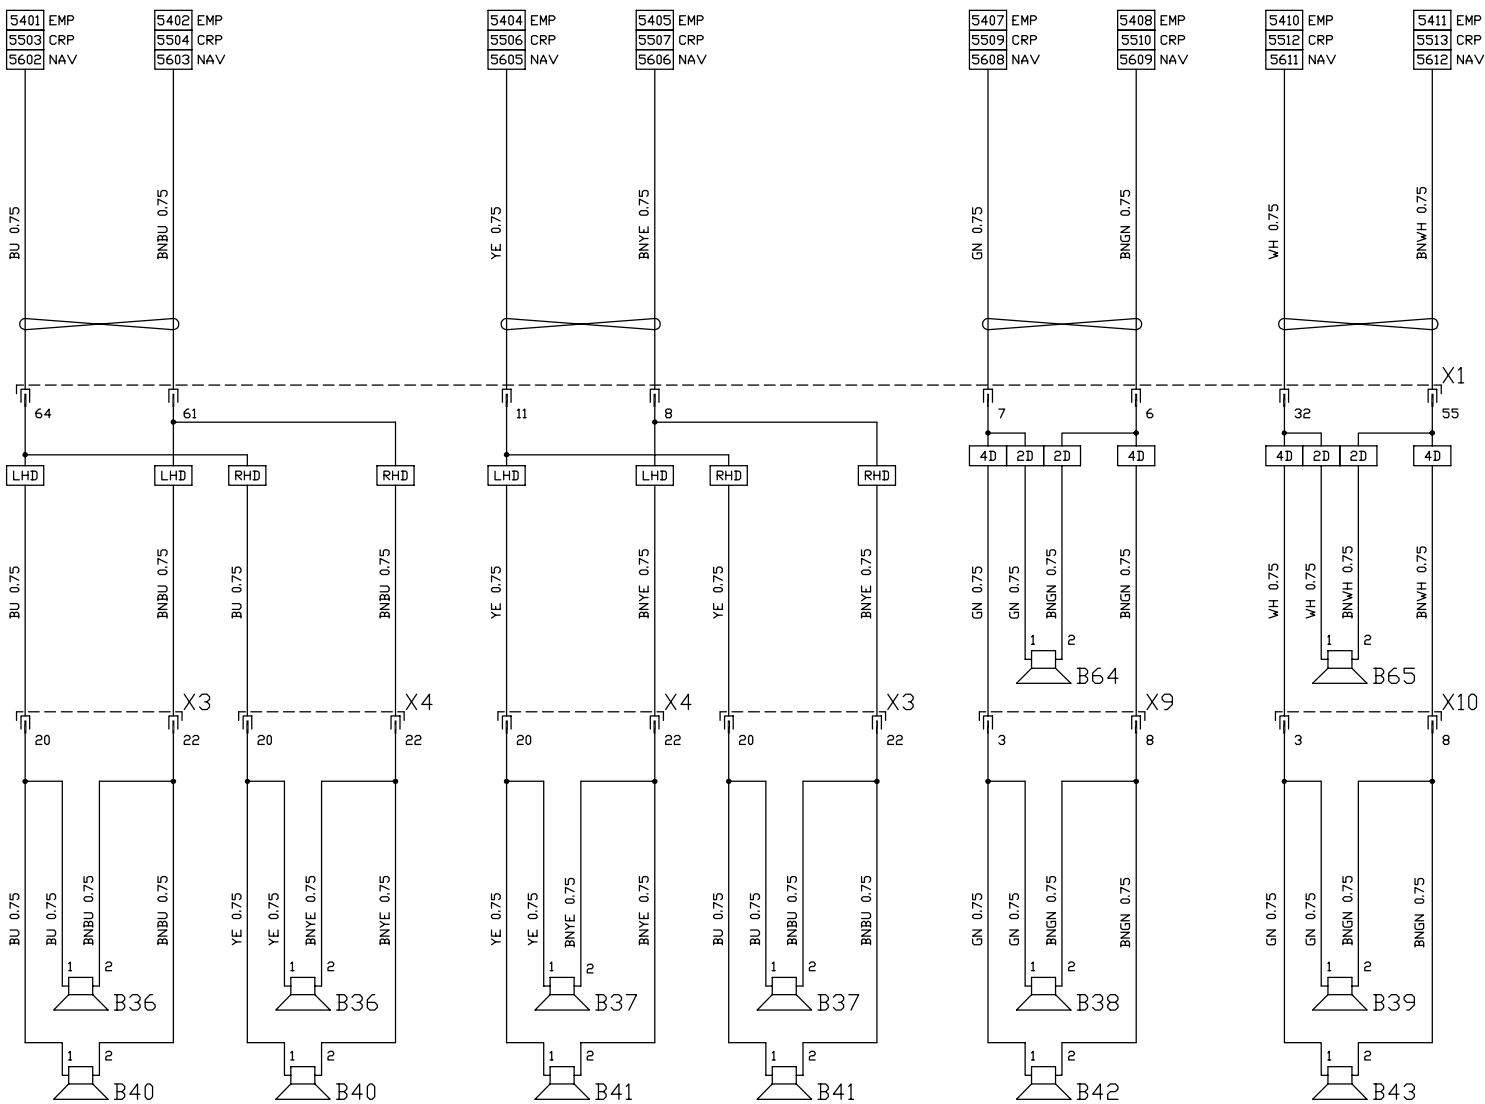 5401 EMP 5402 EMP 5404 EMP 5405 EMP 5407 EMP 5408 EMP 5410 EMP 5411 EMP
5503 CRP 5504 CRP 5506 CRP 5507 CRP 5509 CRP 5510 CRP 5512 CRP 5513 CRP
5602 NAV 5603 NAV 5605 NAV 5606 NAV 5608 NAV 5609 NAV 5611 NAV 5612 NAV
BU 0.75 BNBU 0.75 YE 0.75 BNYE 0.75 GN 0.75 BNGN 0.75 WH 0.75 BNWH 0.75
X1
64 61 11 8 7 6 32 55
4D 2D 2D 4D 4D 2D 2D 4D
LHD LHD RHD RHD LHD LHD RHD RHD
BU 0.75 BNBU 0.75 BU 0.75 BNBU 0.75 YE 0.75 BNYE 0.75 YE 0.75 BNYE 0.75 GN 0.75 GN 0.75 BNGN 0.75 BNGN 0.75 WH 0.75 WH 0.75 BNWH 0.75 BNWH 0.75
1 2 1 2
B64 B65
X3 X4 X4 X3 X9 X10
20 22 20 22 20 22 20 22 3 8 3 8
BU 0.75 BU 0.75 BNBU 0.75 BNBU 0.75 YE 0.75 YE 0.75 BNYE 0.75 BNYE 0.75 YE 0.75 YE 0.75 BNYE 0.75 BNYE 0.75 BU 0.75 BU 0.75 BNBU 0.75 BNBU 0.75 GN 0.75 GN 0.75 BNGN 0.75 BNGN 0.75 GN 0.75 GN 0.75 BNGN 0.75 BNGN 0.75
1 2 1 2 1 2 1 2 1 2 1 2
B36 B36 B37 B37 B38 B39
1 2 1 2 1 2 1 2 1 2 1 2
B40 B40 B41 B41 B42 B43